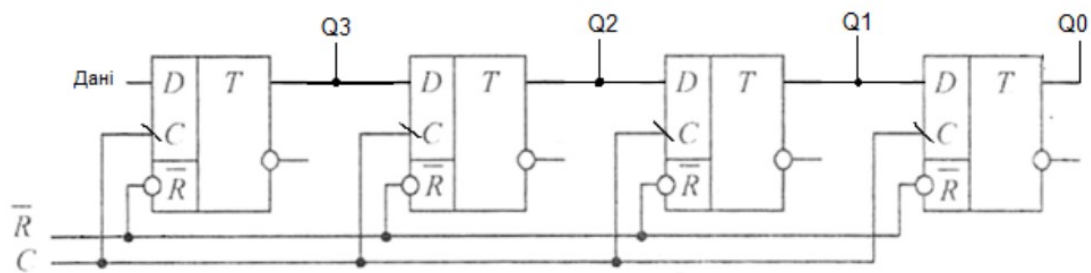 Q3 Q2 Q1 Q0
Дані D T D T D T D T
C C C C
R̅ R̅ R̅ R̅
R̅
C